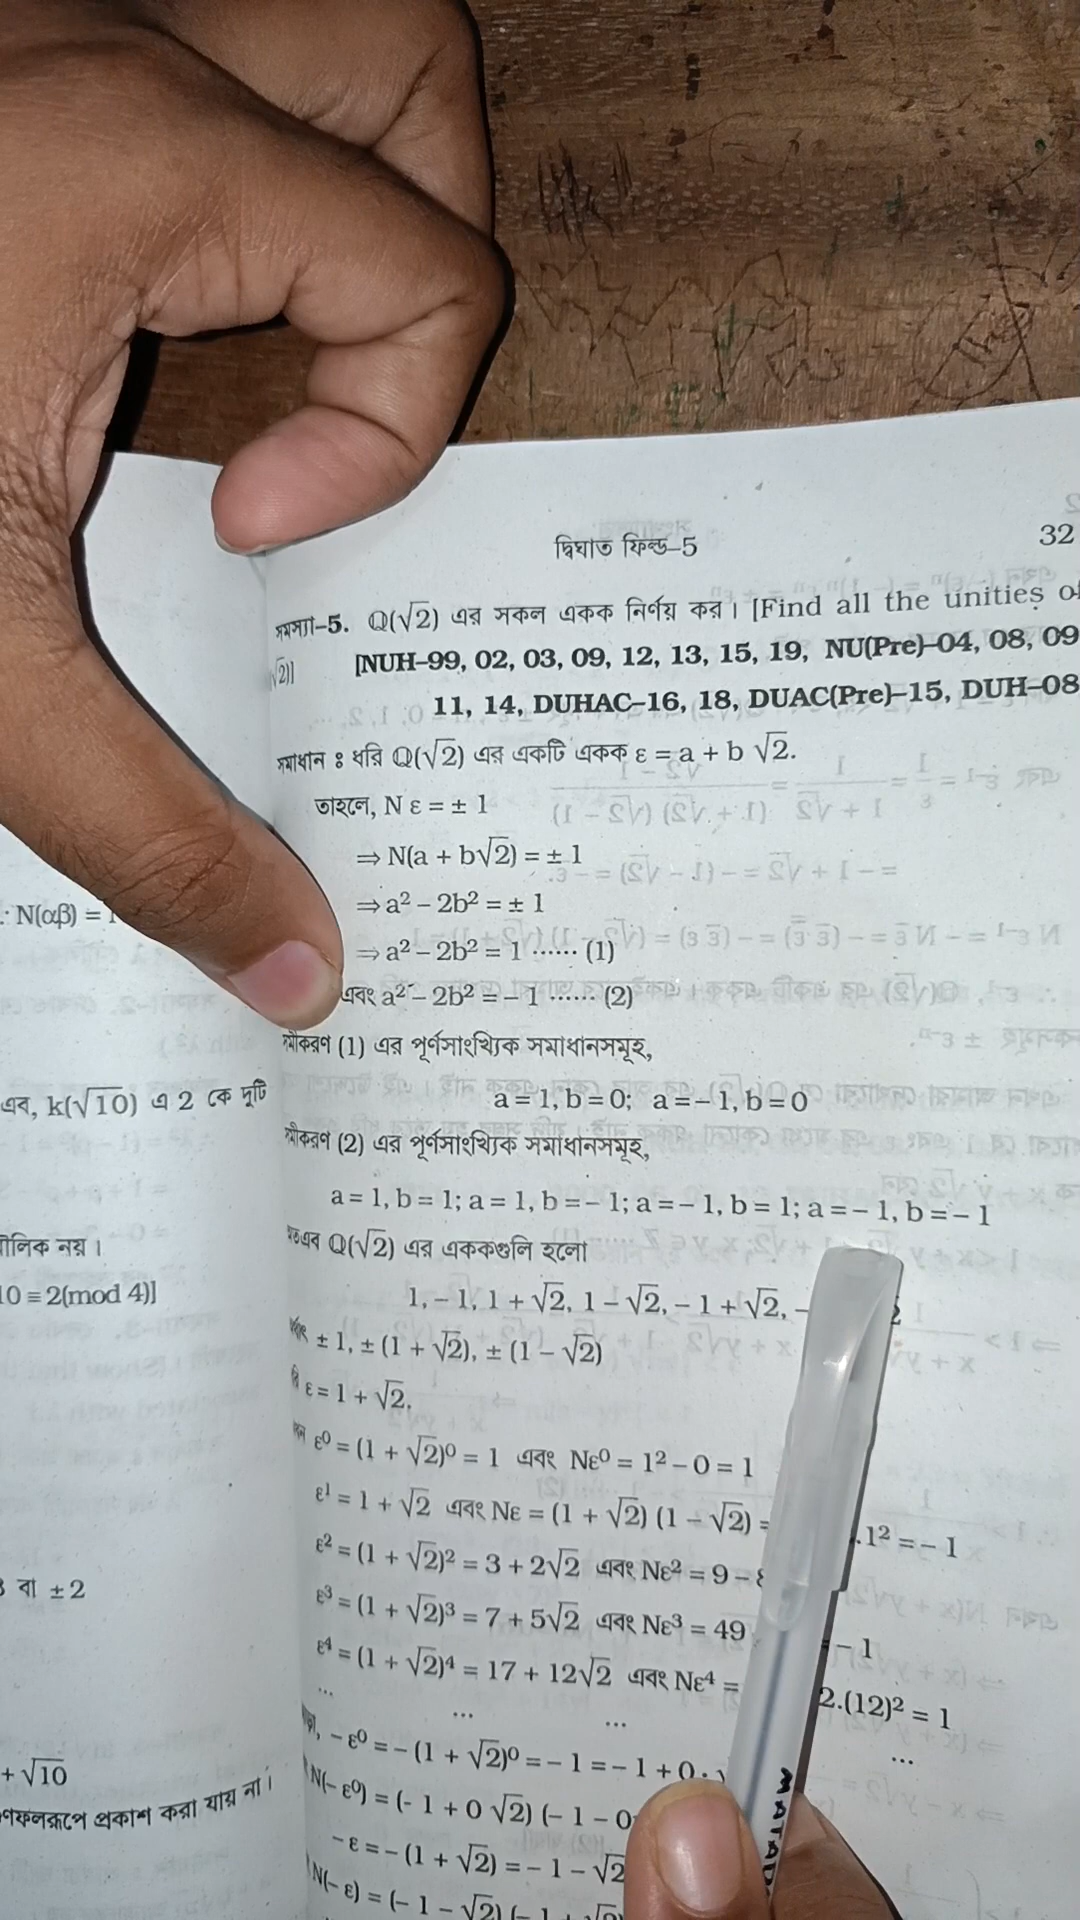 দ্বিঘাত ফিল্ড–5
32
সমস্যা–5. Q(√2) এর সকল একক নির্ণয় কর। [Find all the unities of
√2)] [NUH–99, 02, 03, 09, 12, 13, 15, 19, NU(Pre)–04, 08, 09
11, 14, DUHAC–16, 18, DUAC(Pre)–15, DUH–08
সমাধান ঃ ধরি Q(√2) এর একটি একক ε = a + b √2.
তাহলে, N ε = ± 1
⇒ N(a + b√2) = ± 1
⇒ a² – 2b² = ± 1
⇒ a² – 2b² = 1 ...... (1)
এবং a² – 2b² = – 1 ...... (2)
সমীকরণ (1) এর পূর্ণসাংখ্যিক সমাধানসমূহ,
a = 1, b = 0; a = – 1, b = 0
সমীকরণ (2) এর পূর্ণসাংখ্যিক সমাধানসমূহ,
a = 1, b = 1; a = 1, b = – 1; a = – 1, b = 1; a = – 1, b = – 1
অতএব Q(√2) এর এককগুলি হলো
1, – 1, 1 + √2, 1 – √2, – 1 + √2, –
± 1, ± (1 + √2), ± (1 – √2)
ε = 1 + √2.
ε⁰ = (1 + √2)⁰ = 1 এবং Nε⁰ = 1² – 0 = 1
ε¹ = 1 + √2 এবং Nε = (1 + √2) (1 – √2) = .1² = – 1
ε² = (1 + √2)² = 3 + 2√2 এবং Nε² = 9 – 8
ε³ = (1 + √2)³ = 7 + 5√2 এবং Nε³ = 49 = – 1
ε⁴ = (1 + √2)⁴ = 17 + 12√2 এবং Nε⁴ = 2.(12)² = 1
... ... ... ...
– ε⁰ = – (1 + √2)⁰ = – 1 = – 1 + 0.
N(– ε⁰) = (- 1 + 0 √2) (– 1 – 0
– ε = – (1 + √2) = – 1 – √2
N(– ε) = (– 1 – √2) (– 1 + √2)
∴ N(αβ) =
এব, k(√10) এ 2 কে দুটি
মৌলিক নয়।
10 ≡ 2(mod 4)]
বা ± 2
+ √10
প্রকাশ করা যায় না।
MATAD